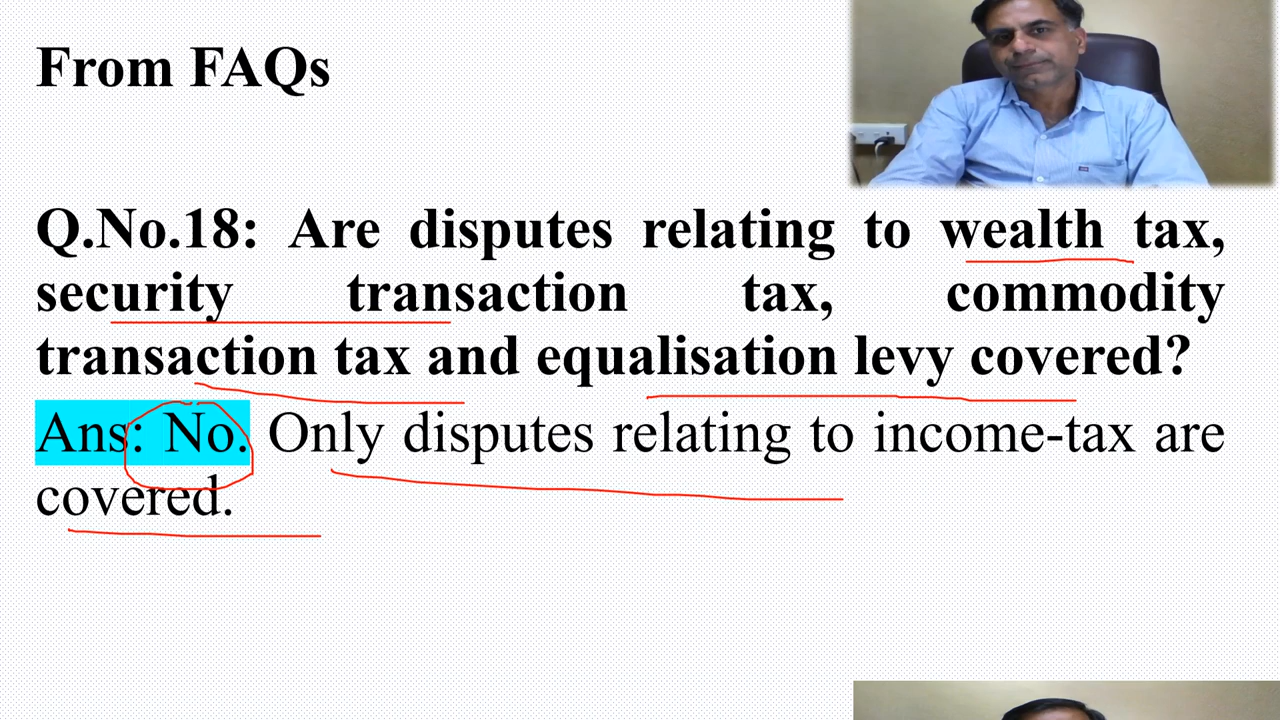 From FAQs
Q.No.18: Are disputes relating to wealth tax,
security transaction tax, commodity
transaction tax and equalisation levy covered?
Ans: No. Only disputes relating to income-tax are
covered.